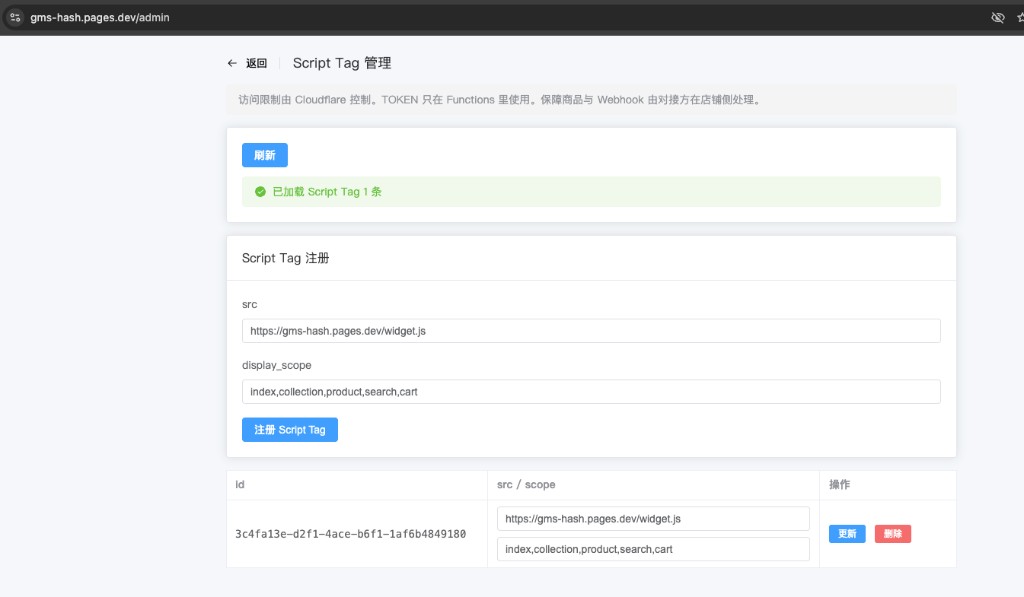 gms-hash.pages.dev/admin
← 返回 Script Tag 管理
访问限制由 Cloudflare 控制。TOKEN 只在 Functions 里使用。保障商品与 Webhook 由对接方在店铺侧处理。
刷新
已加载 Script Tag 1 条
Script Tag 注册
src
https://gms-hash.pages.dev/widget.js
display_scope
index,collection,product,search,cart
注册 Script Tag
id src / scope 操作
3c4fa13e-d2f1-4ace-b6f1-1af6b4849180
https://gms-hash.pages.dev/widget.js
index,collection,product,search,cart
更新 删除